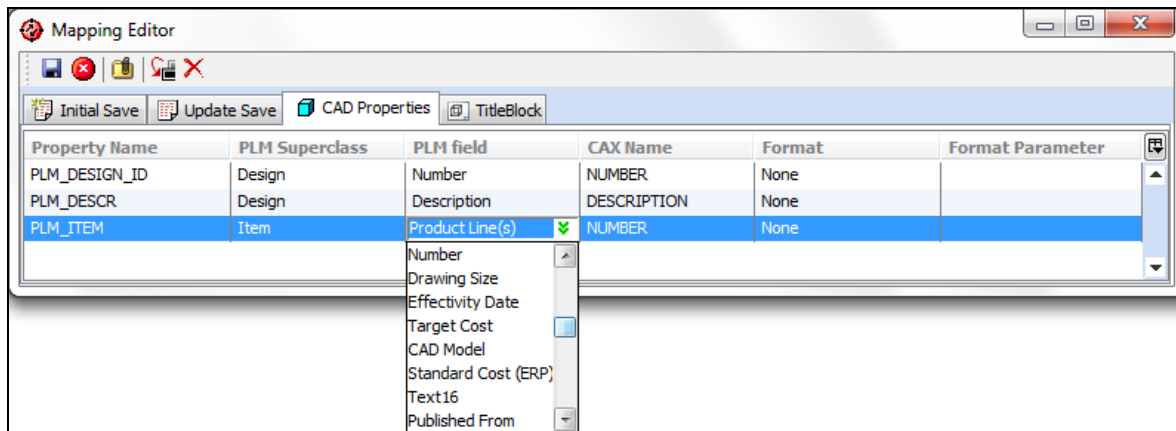 Mapping Editor
Initial Save Update Save CAD Properties TitleBlock
Property Name PLM Superclass PLM field CAX Name Format Format Parameter
PLM_DESIGN_ID Design Number NUMBER None
PLM_DESCR Design Description DESCRIPTION None
PLM_ITEM Item Product Line(s) NUMBER None
Number
Drawing Size
Effectivity Date
Target Cost
CAD Model
Standard Cost (ERP)
Text16
Published From